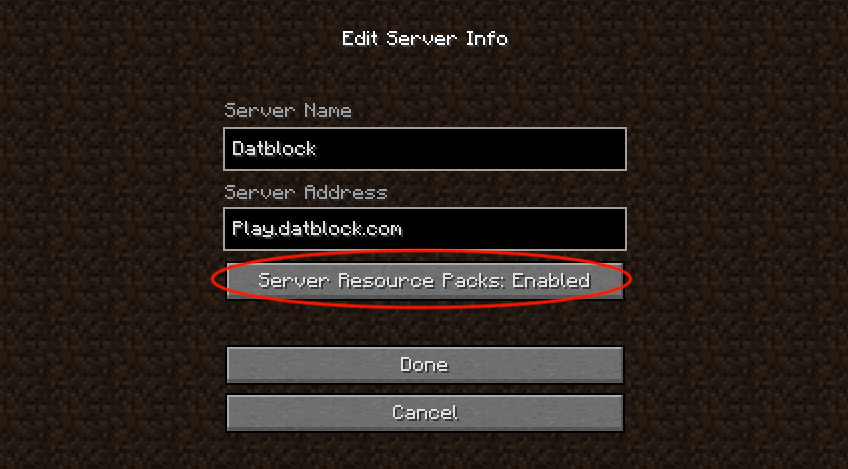 Edit Server Info
Server Name
Datblock
Server Address
Play.datblock.com
Server Resource Packs: Enabled
Done
Cancel